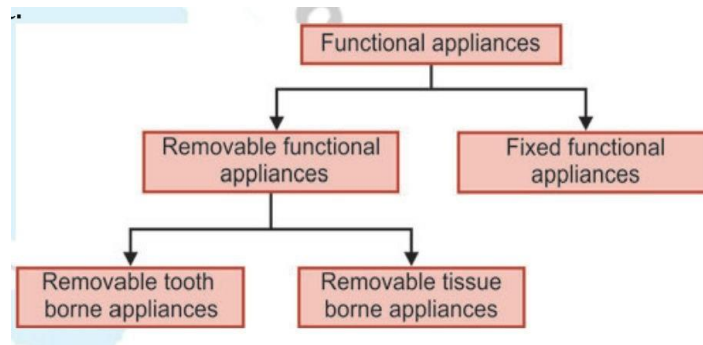 Functional appliances
Removable functional
appliances
Fixed functional
appliances
Removable tooth
borne appliances
Removable tissue
borne appliances